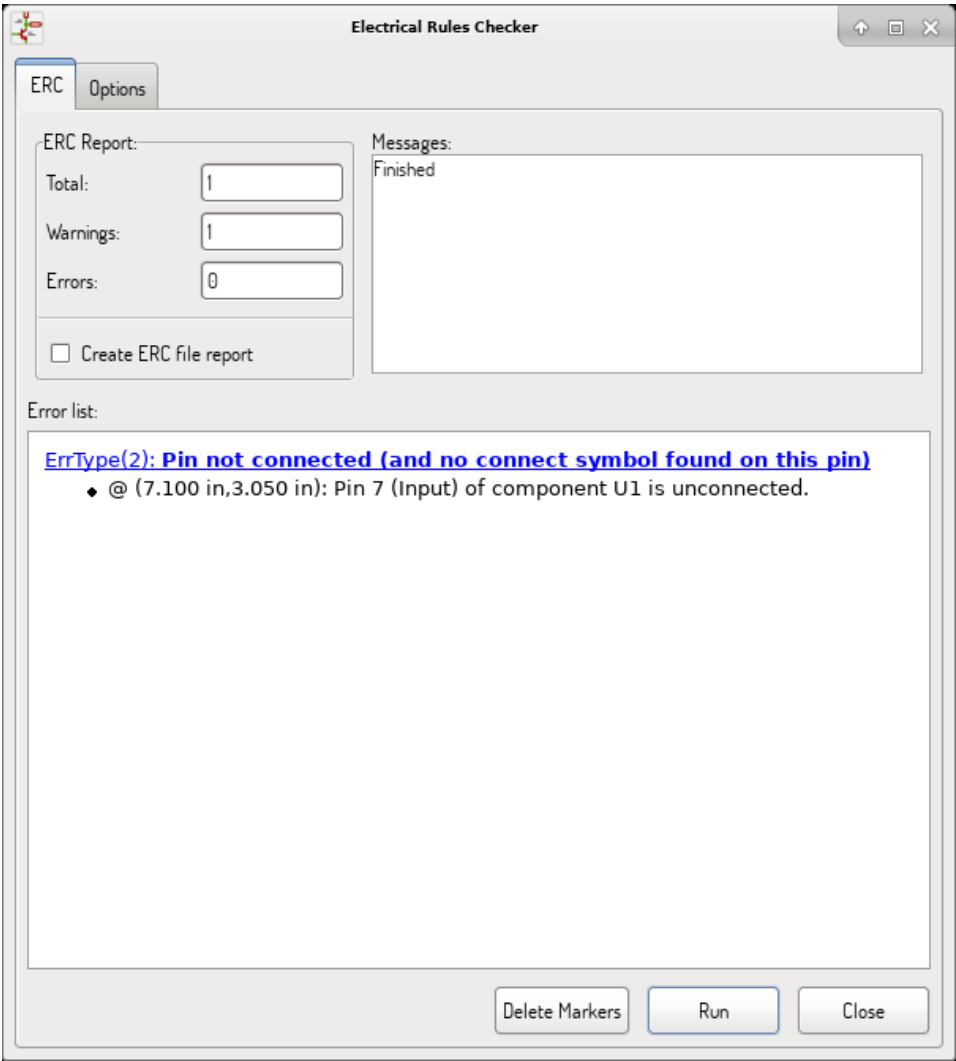 Electrical Rules Checker
ERC
Options
ERC Report:
Total:
1
Warnings:
1
Errors:
0
Create ERC file report
Messages:
Finished
Error list:
ErrType(2): Pin not connected (and no connect symbol found on this pin)
@ (7.100 in,3.050 in): Pin 7 (Input) of component U1 is unconnected.
Delete Markers
Run
Close